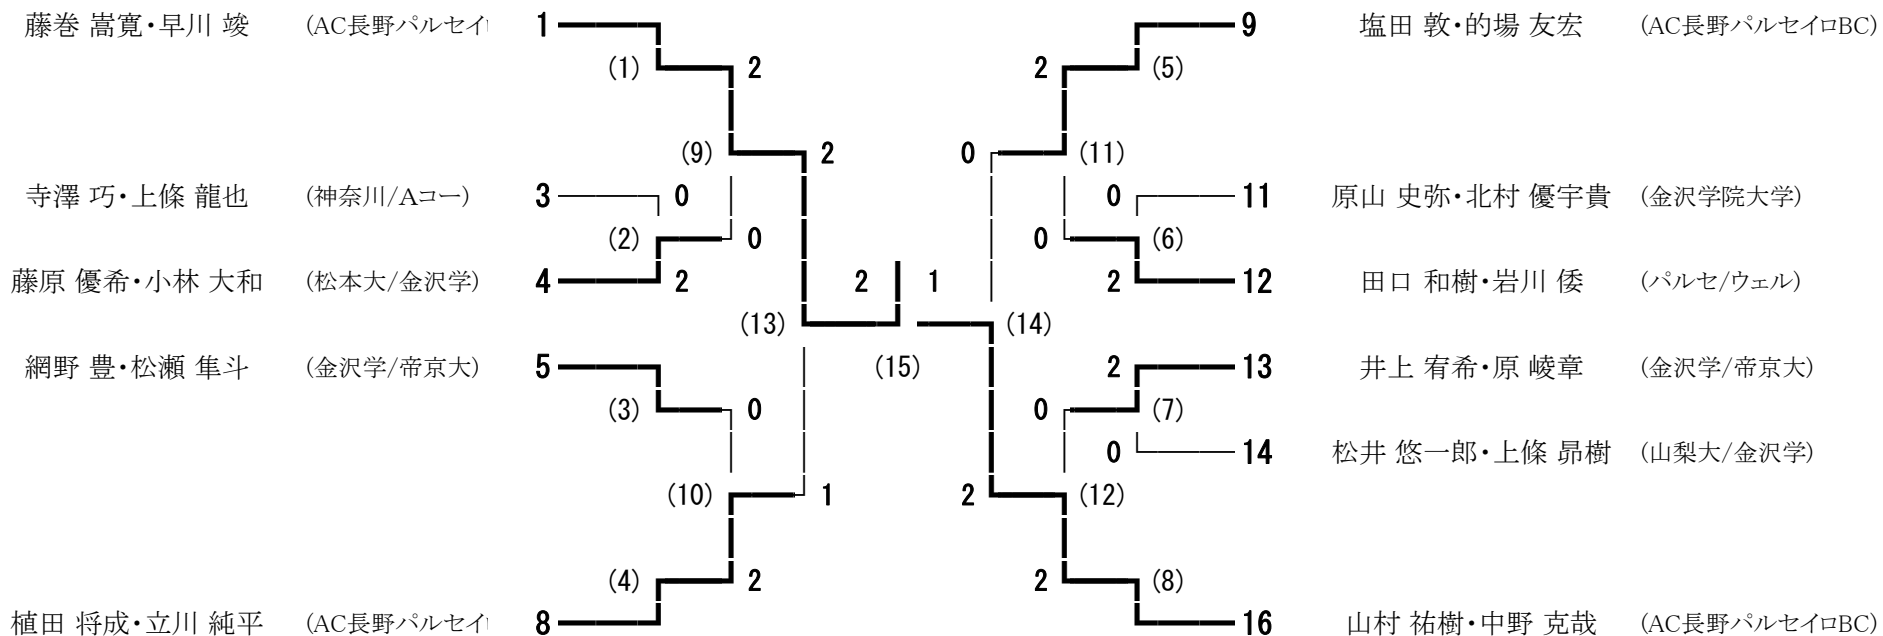 藤巻 嵩寛・早川 竣 (AC長野パルセイロ 1 9 塩田 敦・的場 友宏 (AC長野パルセイロBC)
(1) 2 2 (5)
(9) 2 0 (11)
寺澤 巧・上條 龍也 (神奈川/Aコー) 3 0 0 11 原山 史弥・北村 優宇貴 (金沢学院大学)
(2) 0 0 (6)
藤原 優希・小林 大和 (松本大/金沢学) 4 2 2 1 2 12 田口 和樹・岩川 倭 (パルセ/ウェル)
(13) (14)
網野 豊・松瀬 隼斗 (金沢学/帝京大) 5 (15) 2 13 井上 宥希・原 崚章 (金沢学/帝京大)
(3) 0 0 (7)
0 14 松井 悠一郎・上條 昴樹 (山梨大/金沢学)
(10) 1 2 (12)
(4) 2 2 (8)
植田 将成・立川 純平 (AC長野パルセイロ 8 16 山村 祐樹・中野 克哉 (AC長野パルセイロBC)